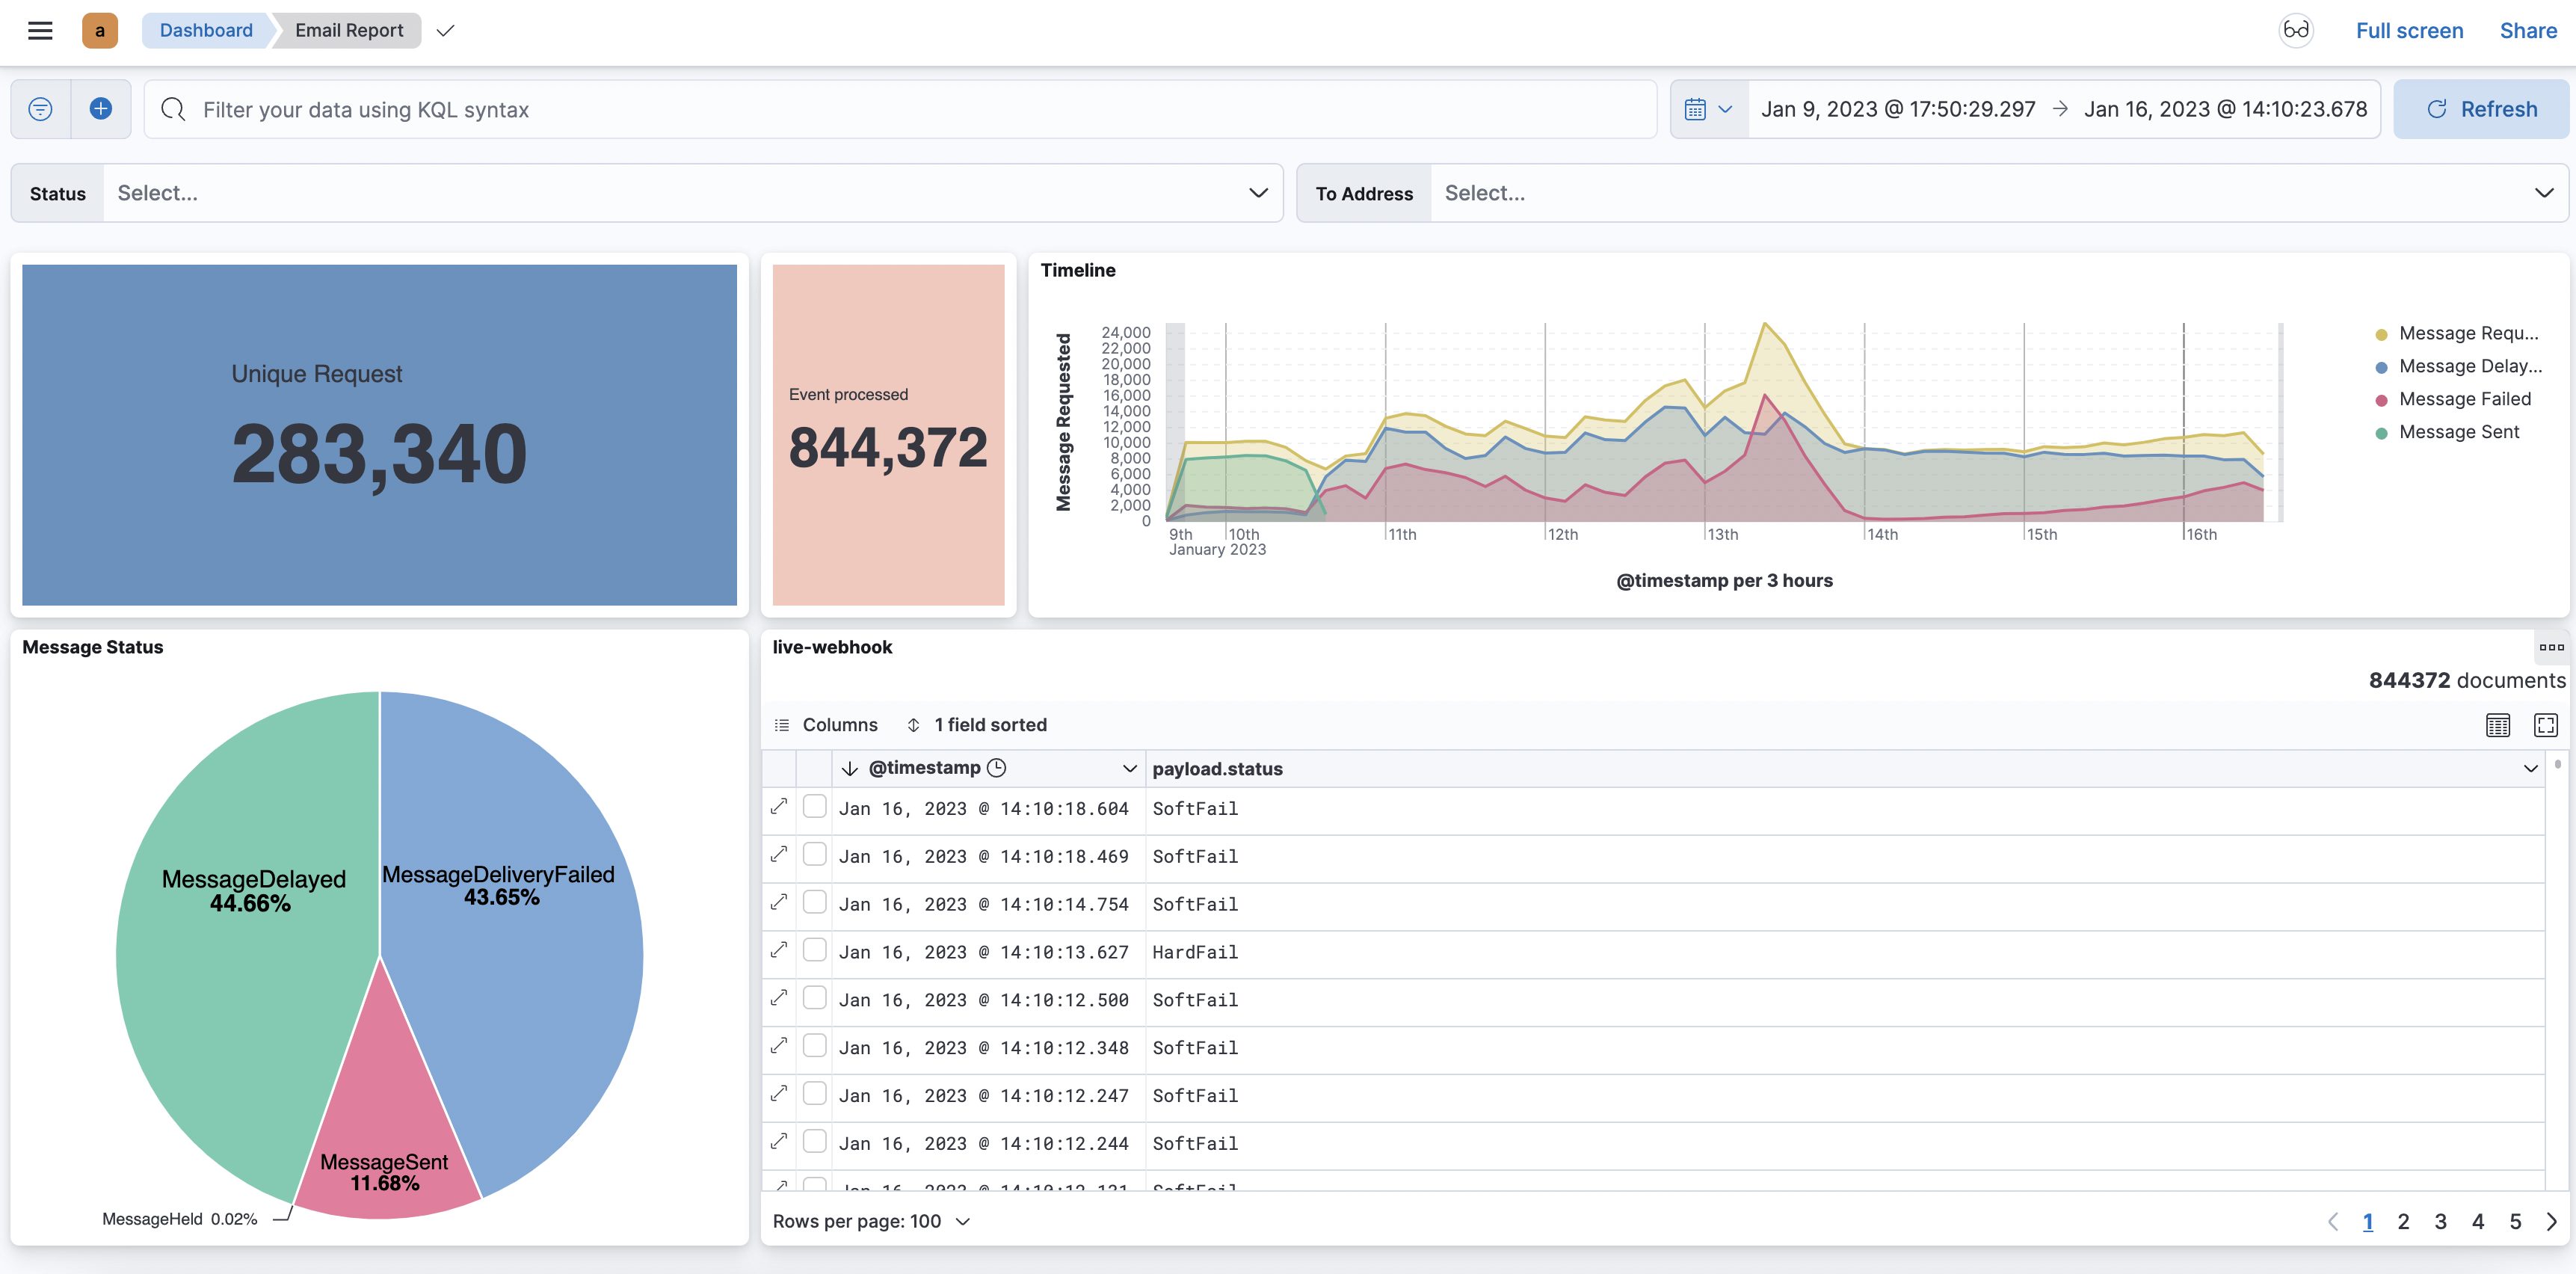 a
Dashboard
Email Report
Full screen
Share
Filter your data using KQL syntax
Jan 9, 2023 @ 17:50:29.297 → Jan 16, 2023 @ 14:10:23.678
Refresh
Status
Select...
To Address
Select...
Unique Request
283,340
Event processed
844,372
Timeline
Message Requested
24,000
22,000
20,000
18,000
16,000
14,000
12,000
10,000
8,000
6,000
4,000
2,000
0
9th
10th
11th
12th
13th
14th
15th
16th
January 2023
@timestamp per 3 hours
Message Requ...
Message Delay...
Message Failed
Message Sent
Message Status
MessageDelayed
44.66%
MessageDeliveryFailed
43.65%
MessageSent
11.68%
MessageHeld 0.02%
live-webhook
844372 documents
Columns
1 field sorted
@timestamp
payload.status
Jan 16, 2023 @ 14:10:18.604 SoftFail
Jan 16, 2023 @ 14:10:18.469 SoftFail
Jan 16, 2023 @ 14:10:14.754 SoftFail
Jan 16, 2023 @ 14:10:13.627 HardFail
Jan 16, 2023 @ 14:10:12.500 SoftFail
Jan 16, 2023 @ 14:10:12.348 SoftFail
Jan 16, 2023 @ 14:10:12.247 SoftFail
Jan 16, 2023 @ 14:10:12.244 SoftFail
Rows per page: 100
1 2 3 4 5